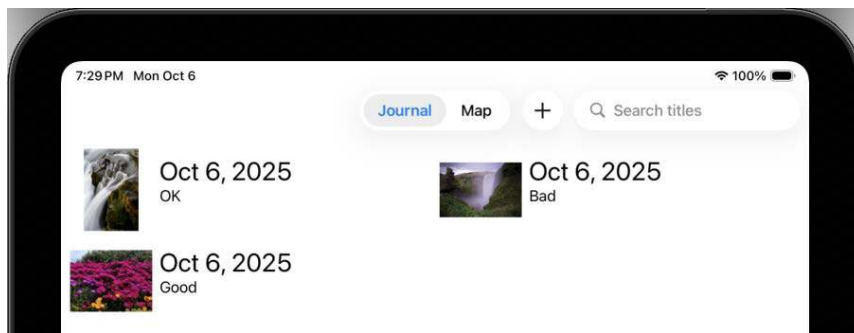 7:29 PM Mon Oct 6
100%
Journal Map + Search titles
Oct 6, 2025
OK
Oct 6, 2025
Bad
Oct 6, 2025
Good